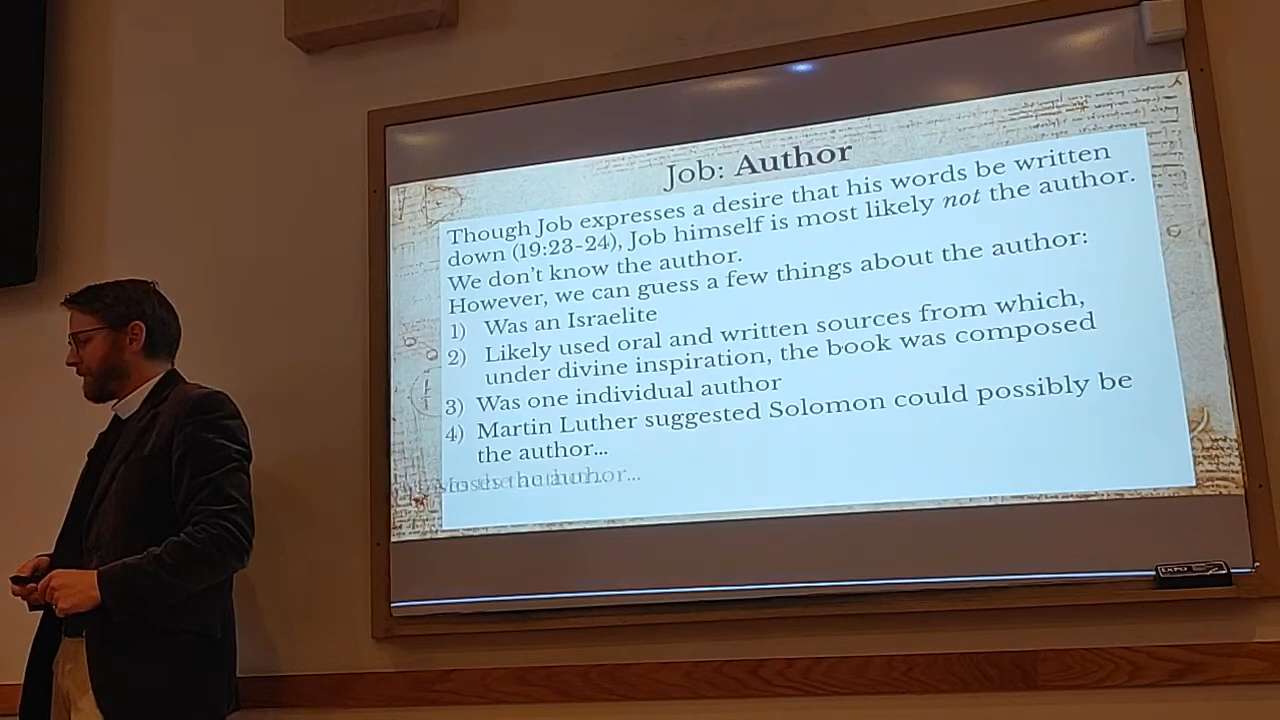 Job: Author
Though Job expresses a desire that his words be written
down (19:23-24), Job himself is most likely not the author.
We don't know the author.
However, we can guess a few things about the author:
1) Was an Israelite
2) Likely used oral and written sources from which,
under divine inspiration, the book was composed
3) Was one individual author
4) Martin Luther suggested Solomon could possibly be
the author...
EXPO